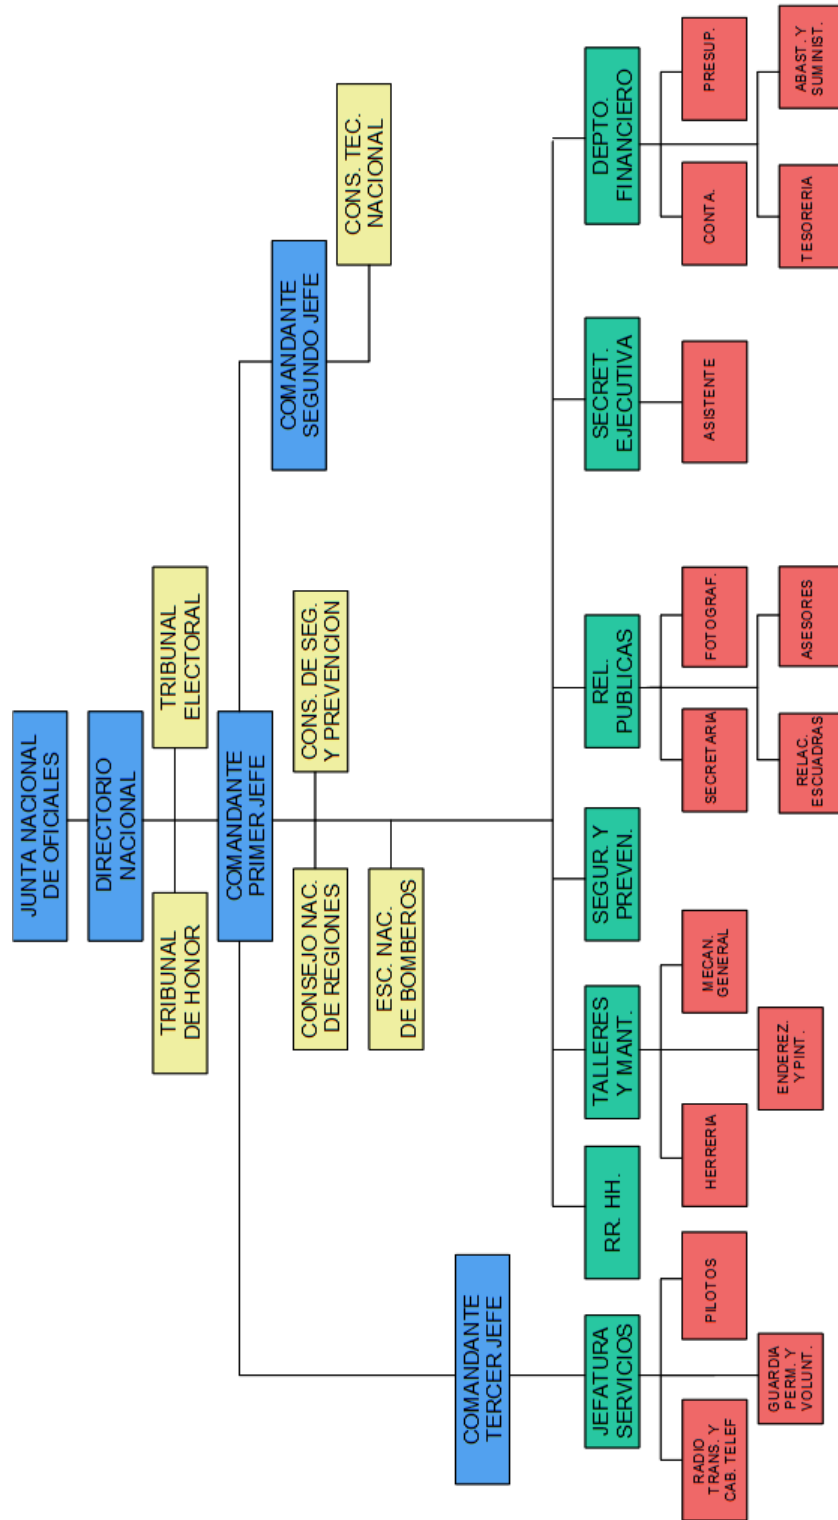 JUNTA NACIONAL
DE OFICIALES
DIRECTORIO
NACIONAL
TRIBUNAL
DE HONOR
TRIBUNAL
ELECTORAL
COMANDANTE
PRIMER JEFE
COMANDANTE
SEGUNDO JEFE
CONSEJO NAC.
DE REGIONES
CONS. DE SEG.
Y PREVENCION
CONS. TEC.
NACIONAL
ESC. NAC.
DE BOMBEROS
COMANDANTE
TERCER JEFE
JEFATURA
SERVICIOS
RR. HH.
TALLERES
Y MANT.
SEGUR. Y
PREVEN.
REL.
PUBLICAS
SECRET.
EJECUTIVA
DEPTO.
FINANCIERO
RADIO
TRANS. Y
CAB. TELEF
PILOTOS
HERRERIA
MECAN.
GENERAL
SECRETARIA
FOTOGRAF.
ASISTENTE
CONTA.
PRESUP.
GUARDIA
PERM. Y
VOLUNT.
ENDEREZ.
Y PINT.
RELAC.
ESCUADRAS
ASESORES
TESORERIA
ABAST. Y
SUMINIST.